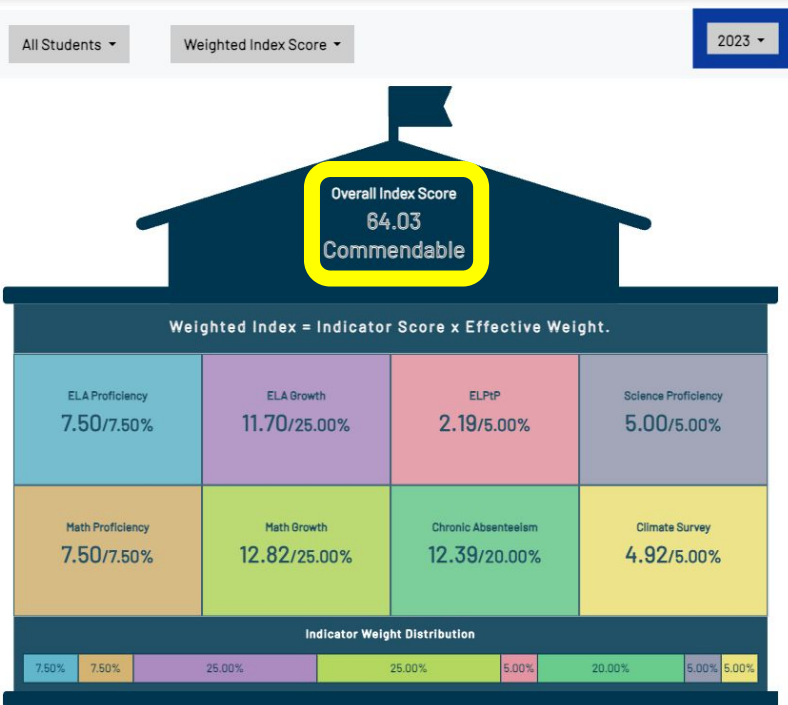 All Students
Weighted Index Score
2023
Overall Index Score
64.03
Commendable
Weighted Index = Indicator Score x Effective Weight.
ELA Proficiency
7.50/7.50%
ELA Growth
11.70/25.00%
ELPtP
2.19/5.00%
Science Proficiency
5.00/5.00%
Math Proficiency
7.50/7.50%
Math Growth
12.82/25.00%
Chronic Absenteeism
12.39/20.00%
Climate Survey
4.92/5.00%
Indicator Weight Distribution
7.50% 7.50% 25.00% 25.00% 5.00% 20.00% 5.00% 5.00%